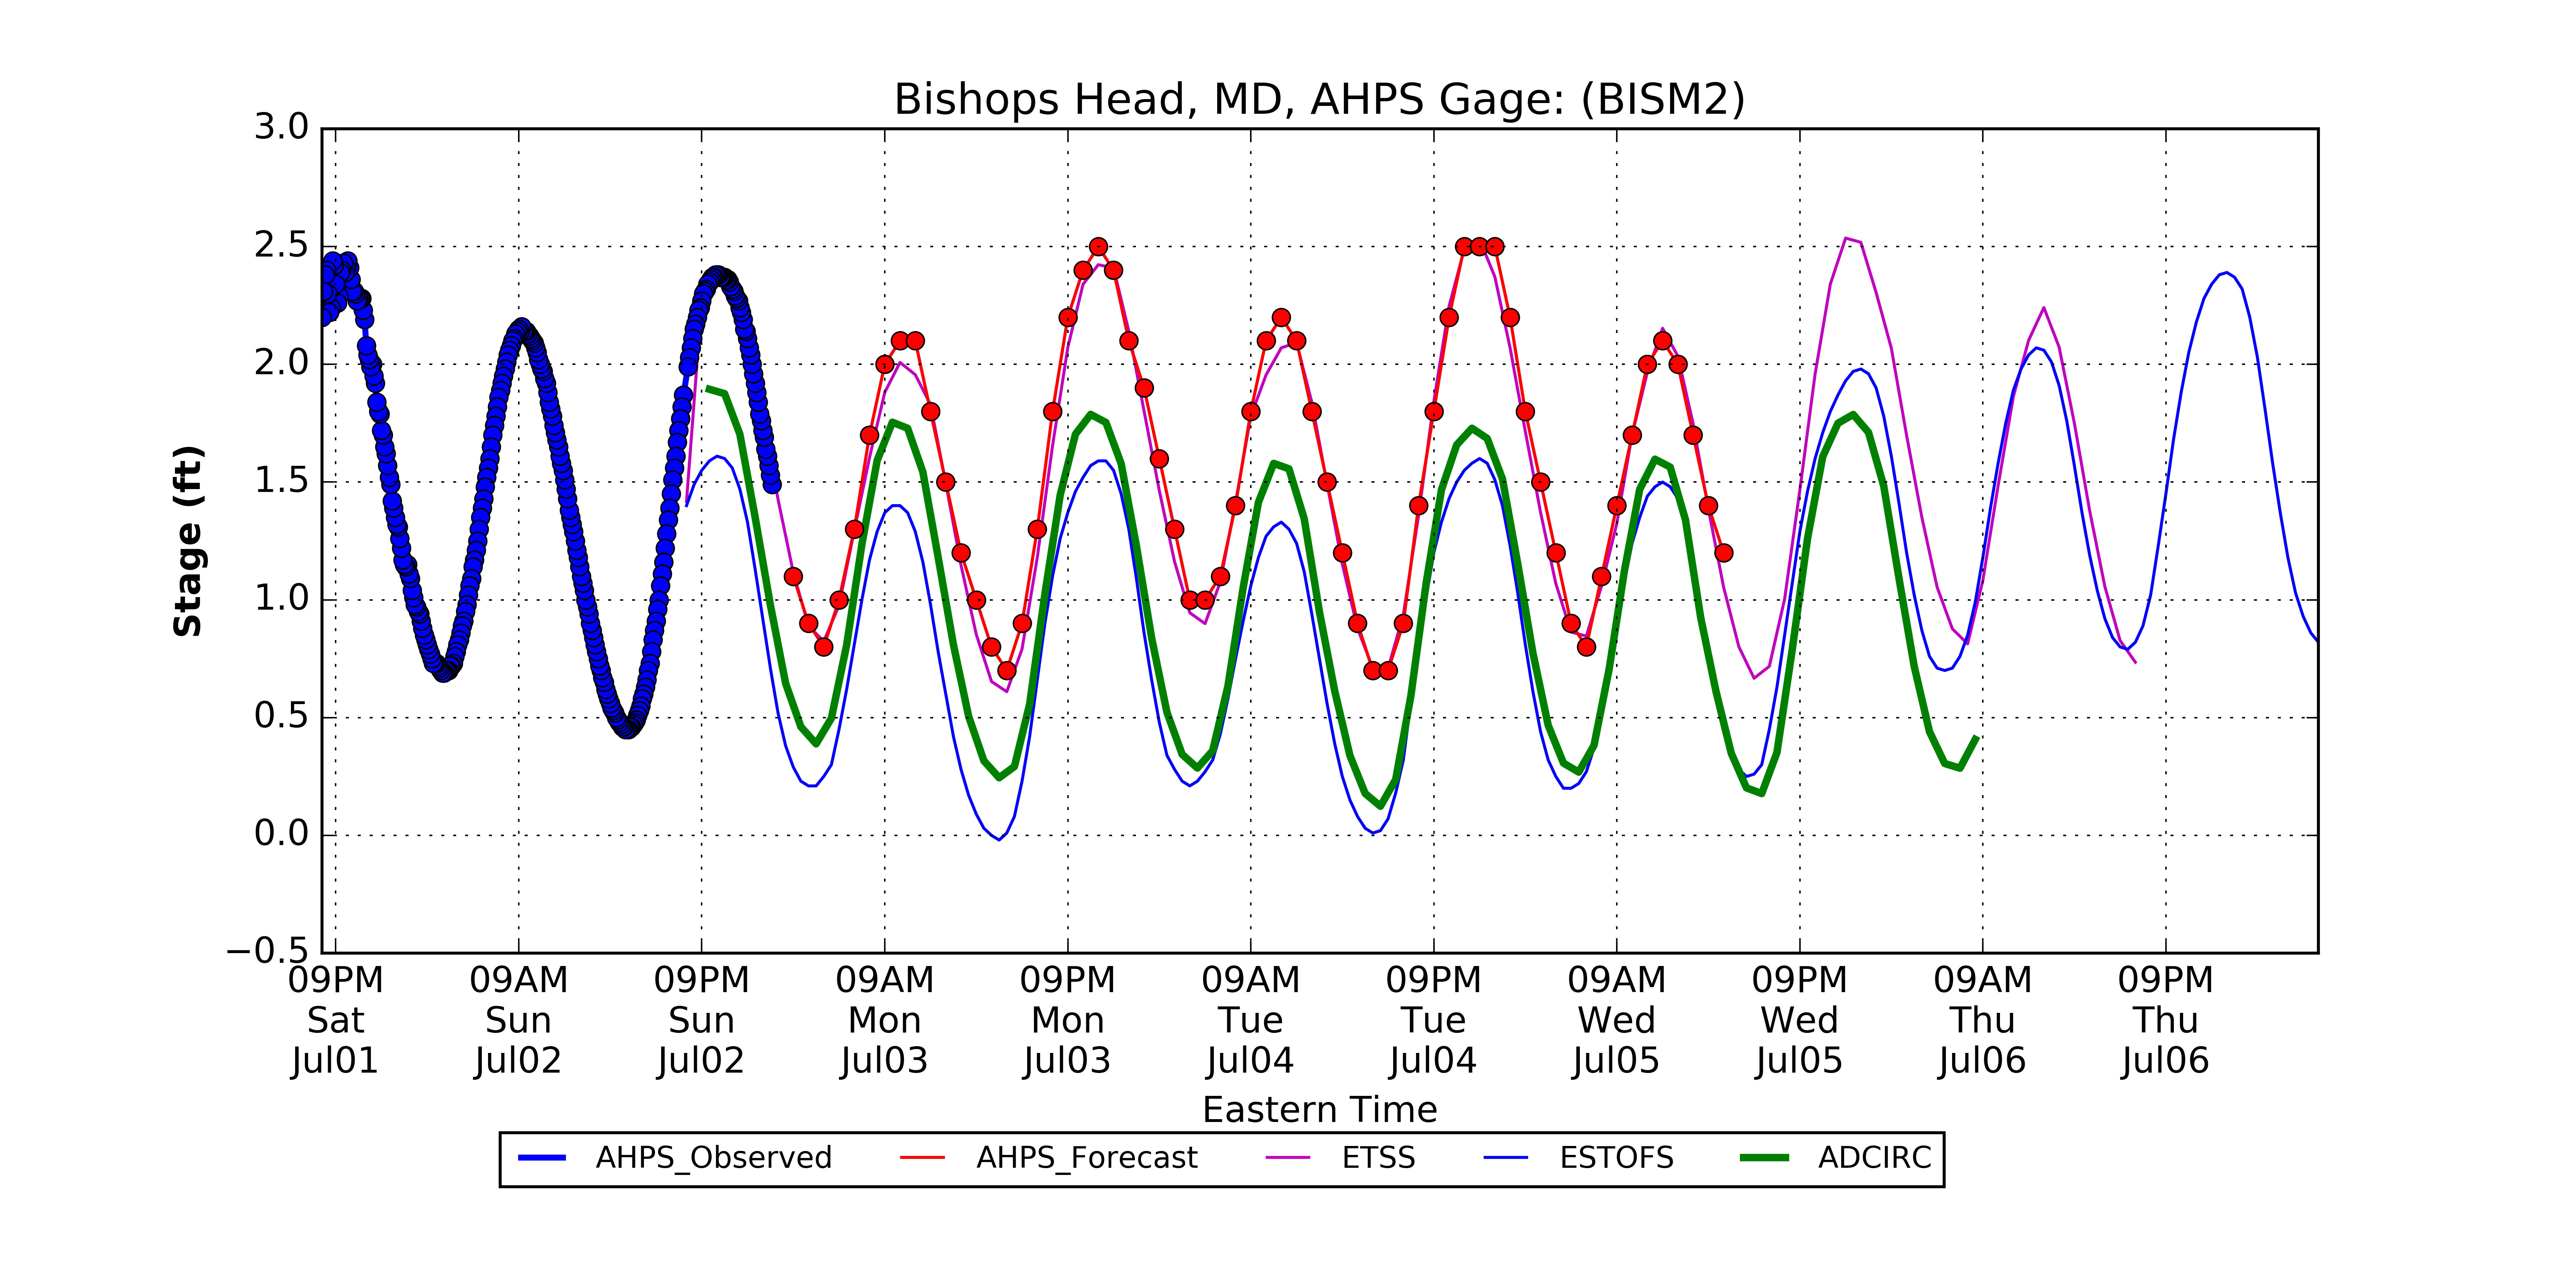 Bishops Head, MD, AHPS Gage: (BISM2)
3.0
2.5
2.0
1.5
1.0
0.5
0.0
−0.5
Stage (ft)
09PM 09AM 09PM 09AM 09PM 09AM 09PM 09AM 09PM 09AM 09PM
Sat Sun Sun Mon Mon Tue Tue Wed Wed Thu Thu
Jul01 Jul02 Jul02 Jul03 Jul03 Jul04 Jul04 Jul05 Jul05 Jul06 Jul06
Eastern Time
AHPS_Observed AHPS_Forecast ETSS ESTOFS ADCIRC